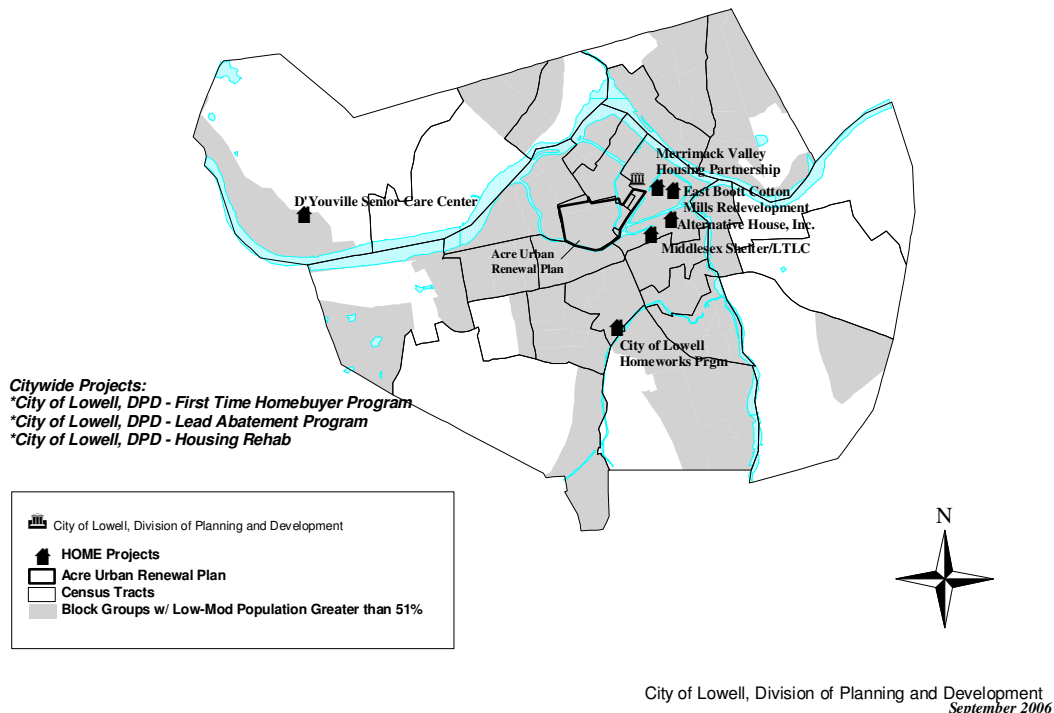 Merrimack Valley
Housing Partnership
East Boott Cotton
Mills Redevelopment
Alternative House, Inc.
Middlesex Shelter/LTLC
D'Youville Senior Care Center
Acre Urban
Renewal Plan
City of Lowell
Homeworks Prgm
Citywide Projects:
*City of Lowell, DPD - First Time Homebuyer Program
*City of Lowell, DPD - Lead Abatement Program
*City of Lowell, DPD - Housing Rehab
City of Lowell, Division of Planning and Development
HOME Projects
Acre Urban Renewal Plan
Census Tracts
Block Groups w/ Low-Mod Population Greater than 51%
N
City of Lowell, Division of Planning and Development
September 2006